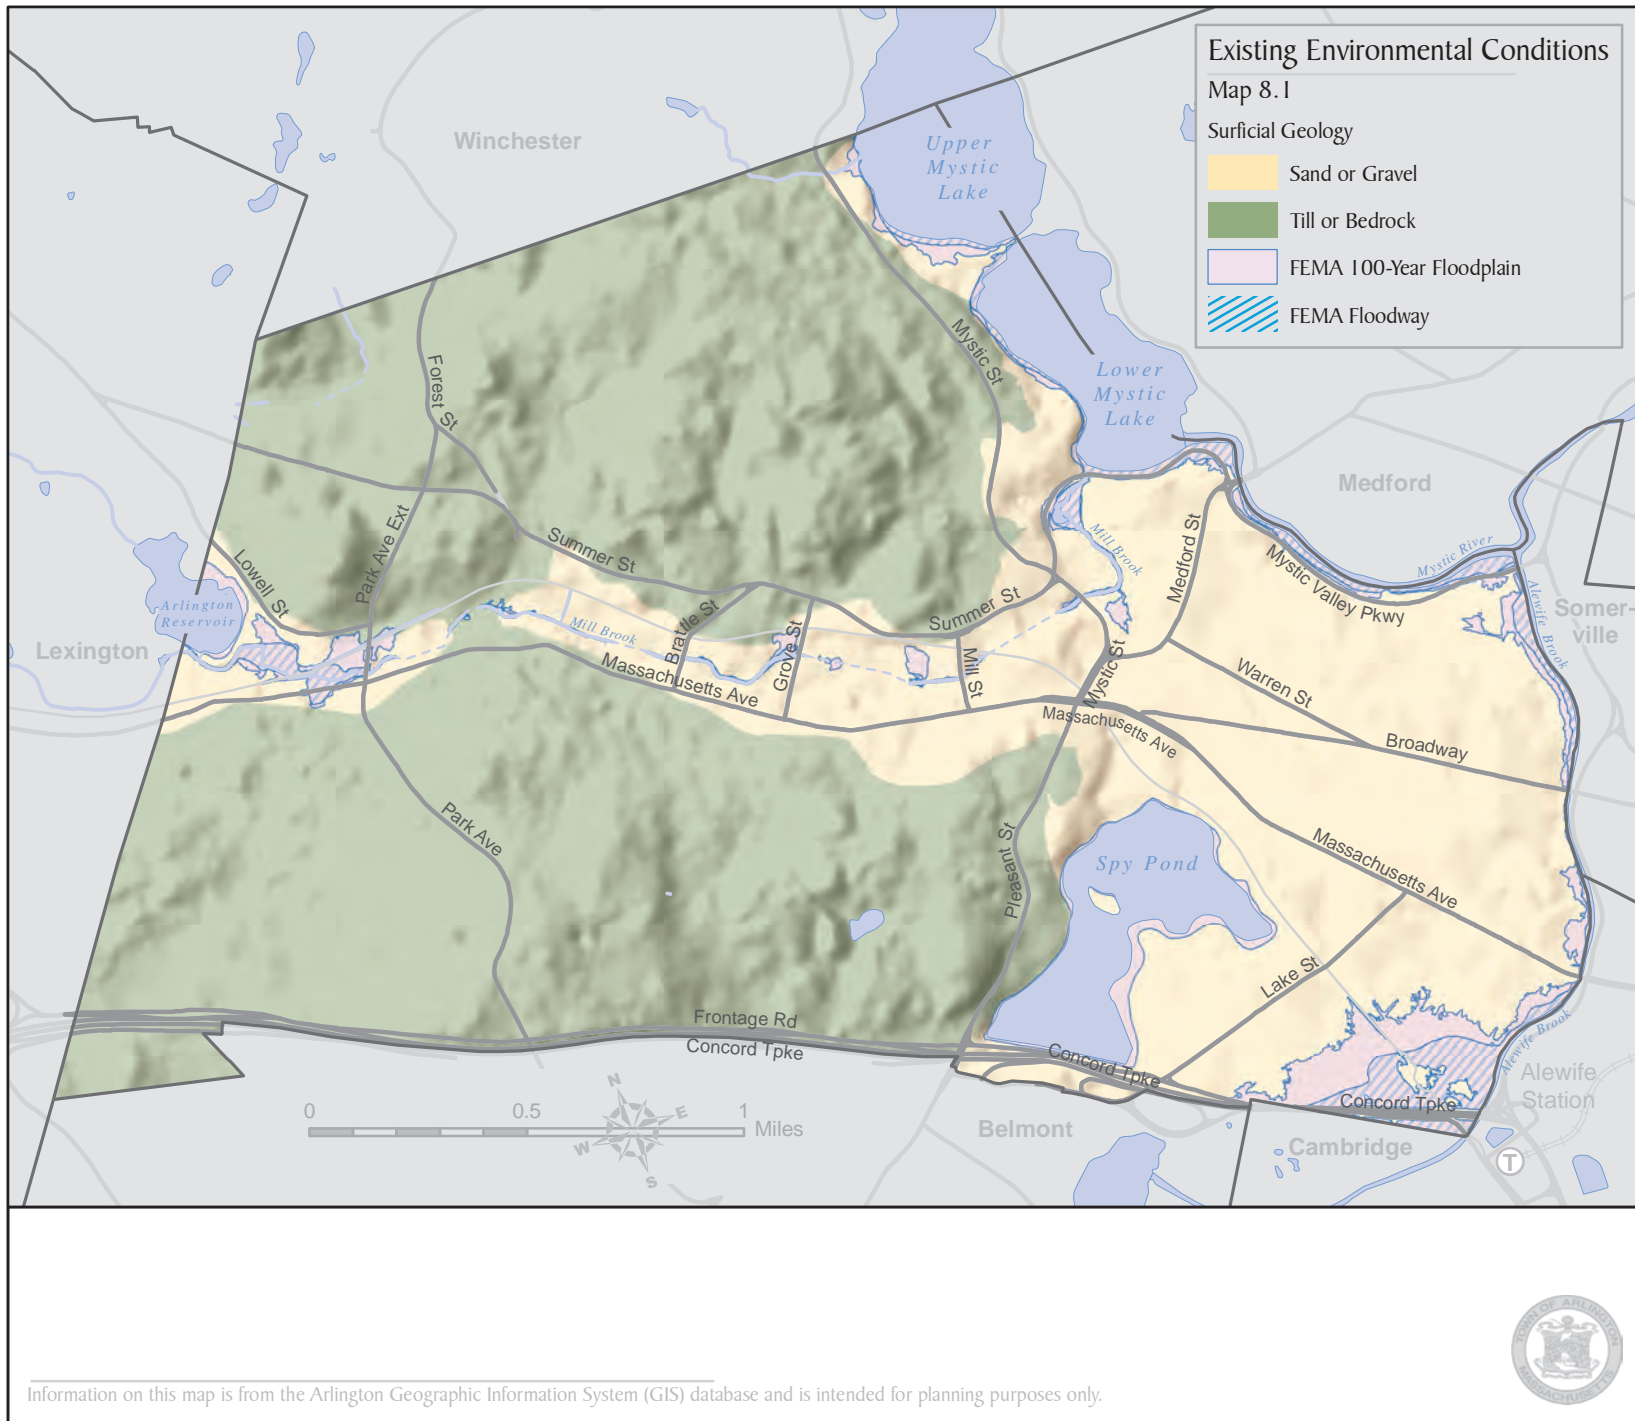 Existing Environmental Conditions
Map 8.1
Surficial Geology
Sand or Gravel
Till or Bedrock
FEMA 100-Year Floodplain
FEMA Floodway
Winchester
Upper
Mystic
Lake
Lower
Mystic
Lake
Mystic St
Forest St
Medford
Mystic River
Mystic Valley Pkwy
Medford St
Mill Brook
Alewife Brook
Somer-
ville
Park Ave Ext
Summer St
Lowell St
Arlington
Reservoir
Lexington
Mill Brook
Brattle St
Grove St
Summer St
Mill St
Massachusetts Ave
Mystic St
Massachusetts Ave
Warren St
Broadway
Park Ave
Pleasant St
Spy Pond
Massachusetts Ave
Lake St
Frontage Rd
Concord Tpke
Concord Tpke
Concord Tpke
Alewife Brook
Alewife
Station
T
Belmont
Cambridge
0 0.5 1 Miles
N
E
W
S
TOWN OF ARLINGTON
MASSACHUSETTS
Information on this map is from the Arlington Geographic Information System (GIS) database and is intended for planning purposes only.